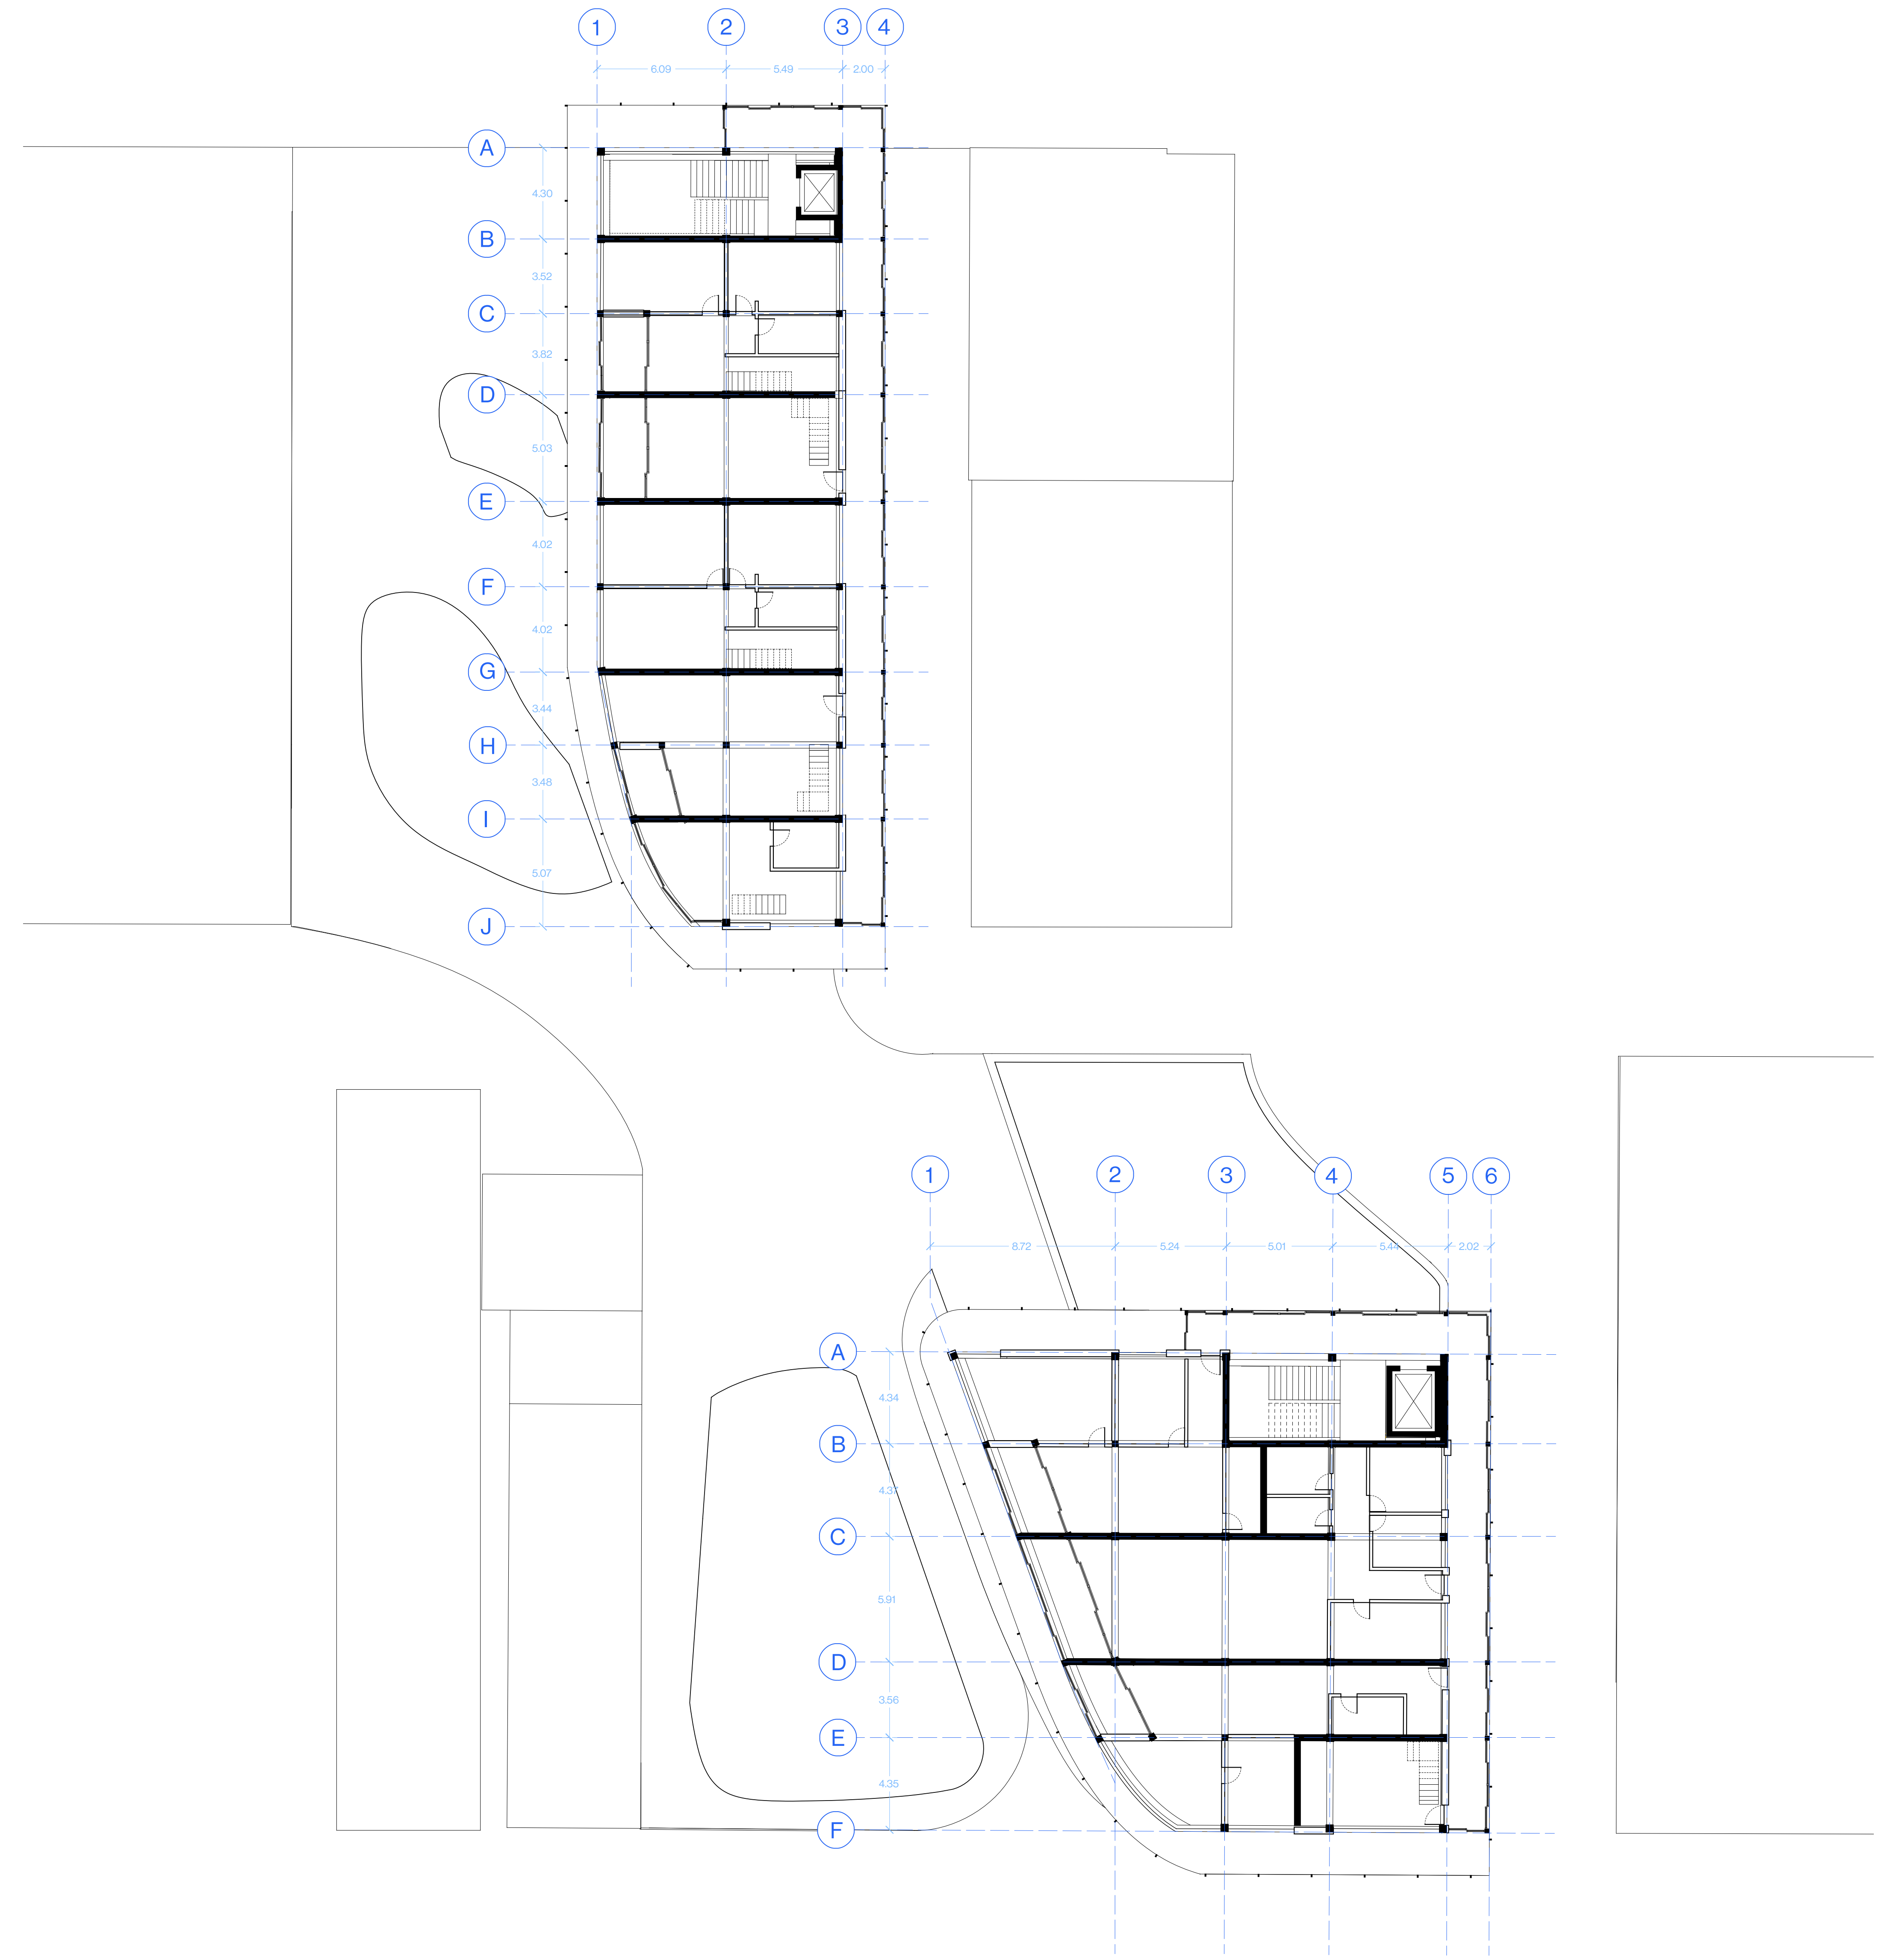 1 2 3 4
6.09 5.49 2.00
A
4.30
B
3.52
C
3.82
D
5.03
E
4.02
F
4.02
G
3.44
H
3.48
I
5.07
J
1 2 3 4 5 6
8.72 5.24 5.01 5.44 2.02
A
4.34
B
4.37
C
5.91
D
3.56
E
4.35
F